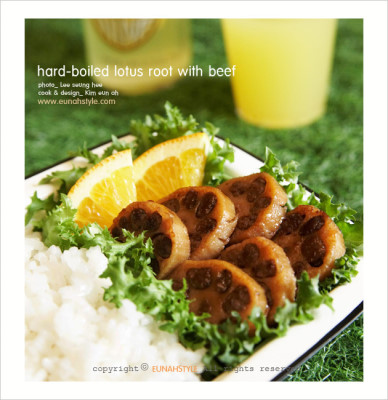 hard-boiled lotus root with beef
photo_ Lee seung hee
cook & design_ Kim eun ah
www.eunahstyle.com
copyright© EUNAHSTYLE all rights reserved